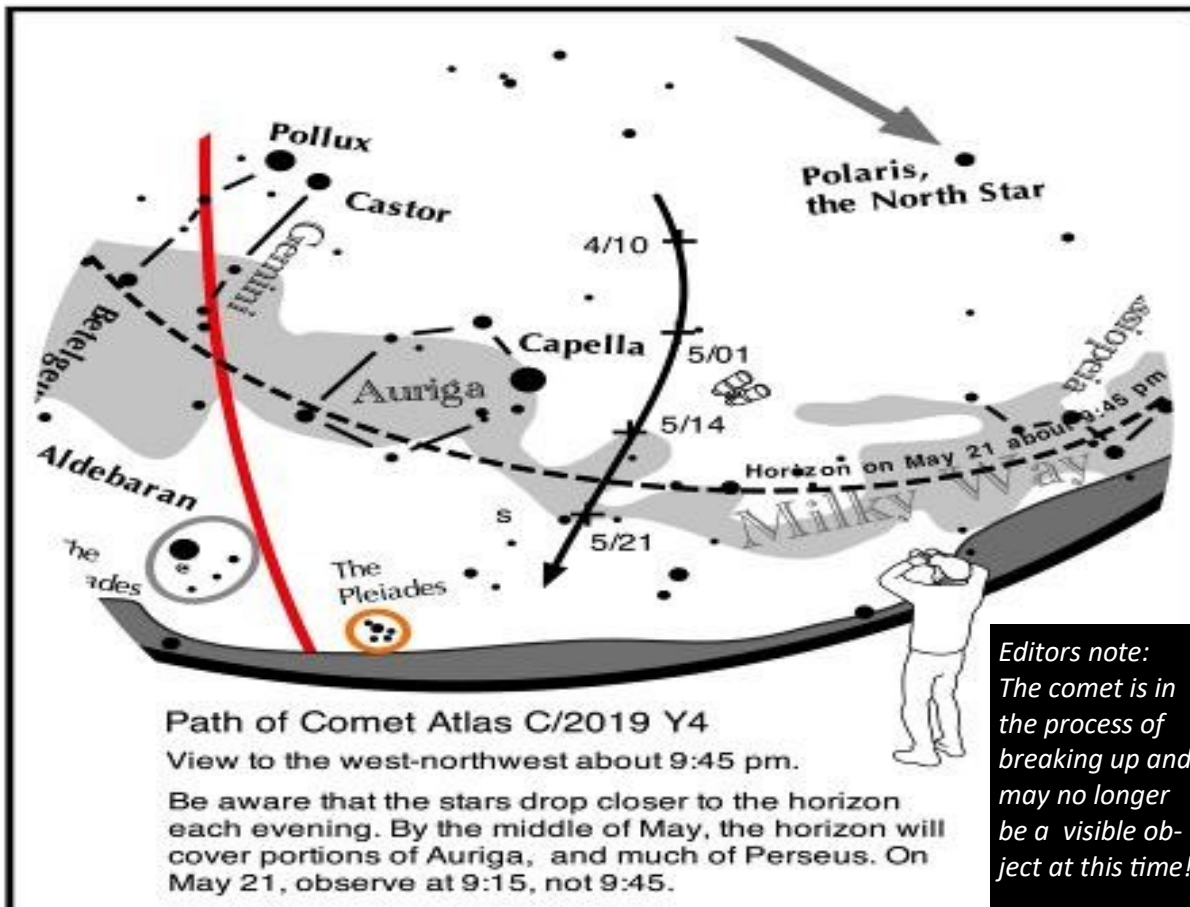 Pollux
Castor
Polaris,
the North Star
Gemini
4/10
Betelgeu
5/01
Capella
ssiopeia
Auriga
5/14
Horizon on May 21 about 9:45 pm
Aldebaran
Milky Way
s
5/21
he
ades
e
The
Pleiades
Path of Comet Atlas C/2019 Y4
View to the west-northwest about 9:45 pm.
Be aware that the stars drop closer to the horizon
each evening. By the middle of May, the horizon will
cover portions of Auriga, and much of Perseus. On
May 21, observe at 9:15, not 9:45.
Editors note:
The comet is in
the process of
breaking up and
may no longer
be a visible ob-
ject at this time!